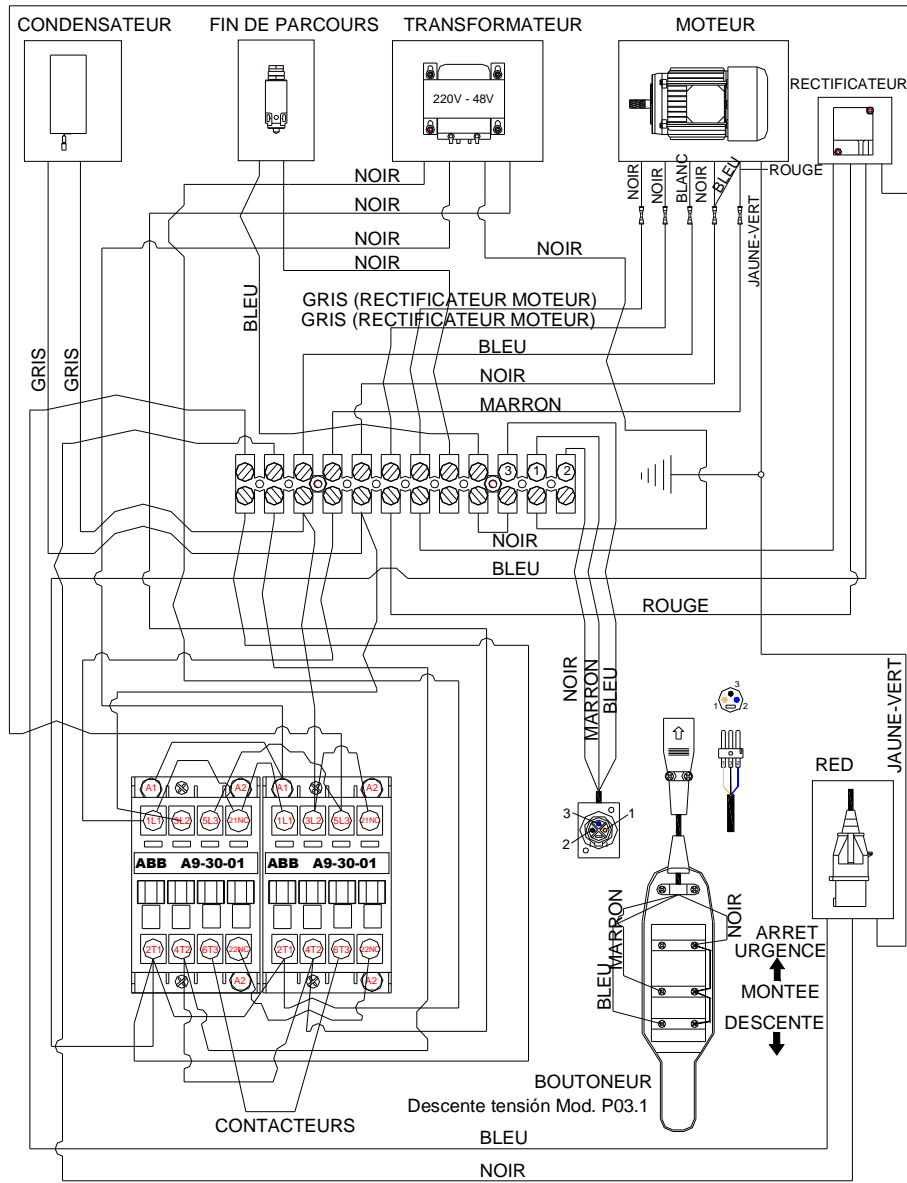 CONDENSATEUR
FIN DE PARCOURS
TRANSFORMATEUR
MOTEUR
RECTIFICATEUR
220V - 48V
NOIR
NOIR
NOIR
NOIR
NOIR
NOIR
NOIR
BLANC
NOIR
BLEU
ROUGE
JAUNE-VERT
GRIS
GRIS
BLEU
GRIS (RECTIFICATEUR MOTEUR)
GRIS (RECTIFICATEUR MOTEUR)
BLEU
NOIR
MARRON
3
1
2
NOIR
BLEU
ROUGE
NOIR
MARRON
BLEU
3
1
2
JAUNE-VERT
RED
A1
A2
A1
A2
1L1
3L2
5L3
21NC
1L1
3L2
5L3
21NC
ABB A9-30-01
ABB A9-30-01
2T1
4T2
6T3
22NC
2T1
4T2
6T3
22NC
A2
A2
3
1
2
BLEU
MARRON
NOIR
ARRET
URGENCE
MONTEE
DESCENTE
BOUTONEUR
Descente tensión Mod. P03.1
CONTACTEURS
BLEU
NOIR